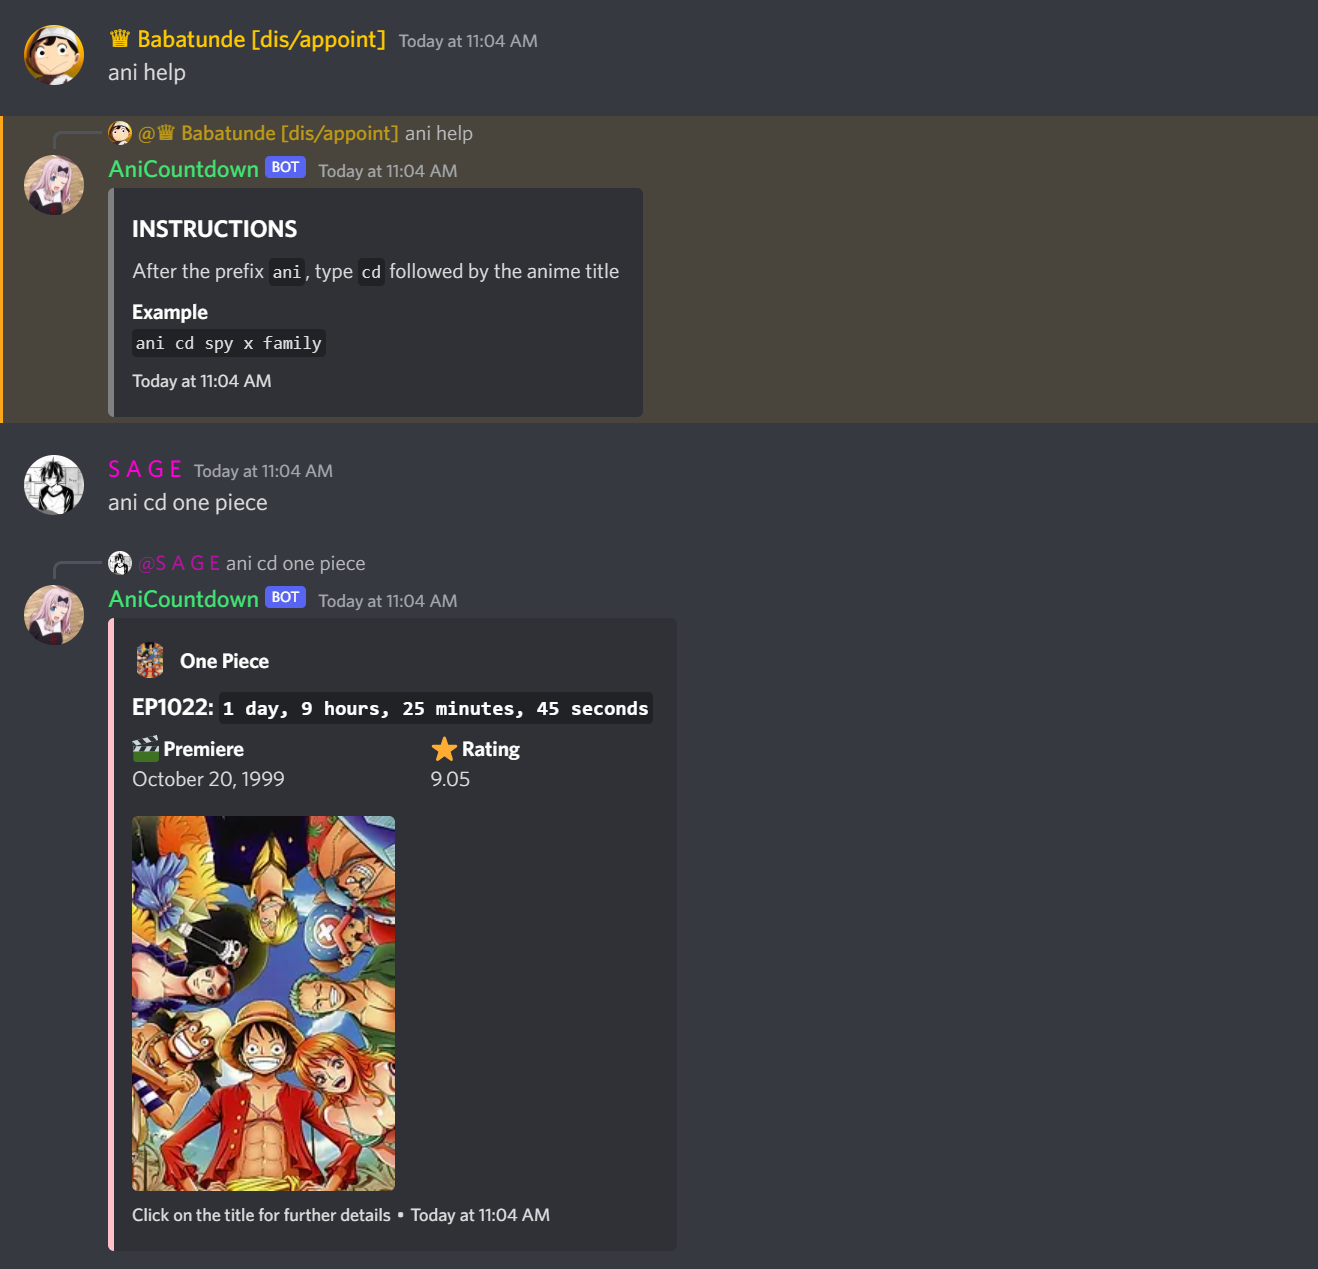 ♛ Babatunde [dis/appoint] Today at 11:04 AM
ani help
@♛ Babatunde [dis/appoint] ani help
AniCountdown BOT Today at 11:04 AM
INSTRUCTIONS
After the prefix ani, type cd followed by the anime title
Example
ani cd spy x family
Today at 11:04 AM
S A G E Today at 11:04 AM
ani cd one piece
@S A G E ani cd one piece
AniCountdown BOT Today at 11:04 AM
One Piece
EP1022: 1 day, 9 hours, 25 minutes, 45 seconds
🎬 Premiere ⭐ Rating
October 20, 1999 9.05
Click on the title for further details • Today at 11:04 AM